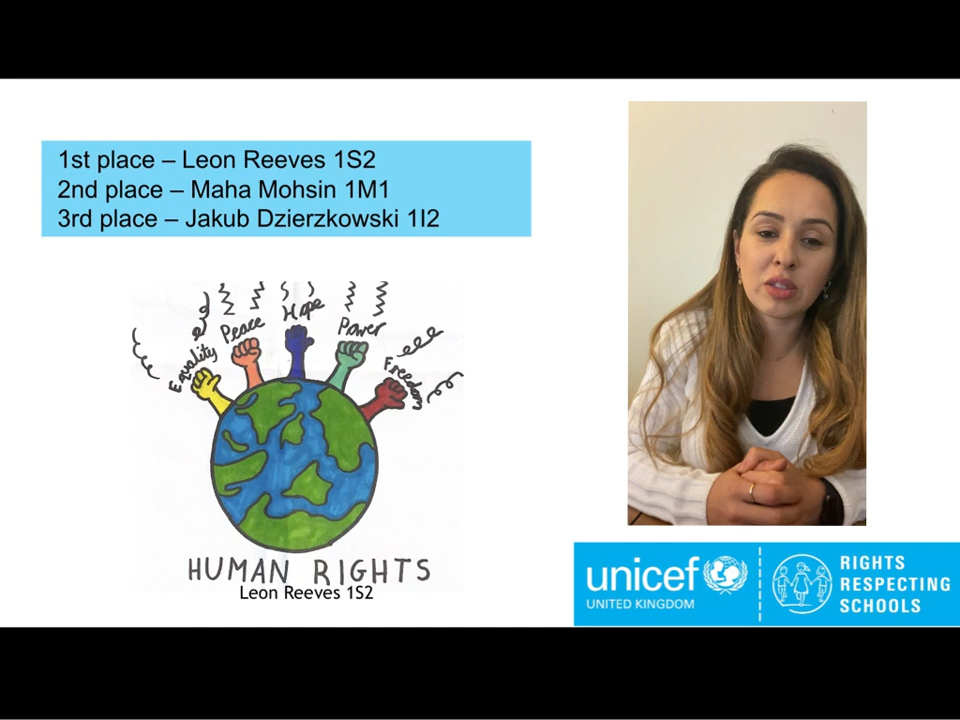 1st place – Leon Reeves 1S2
2nd place – Maha Mohsin 1M1
3rd place – Jakub Dzierzkowski 1I2
Equality
Peace
Hope
Power
Freedom
HUMAN RIGHTS
Leon Reeves 1S2
unicef
UNITED KINGDOM
RIGHTS
RESPECTING
SCHOOLS